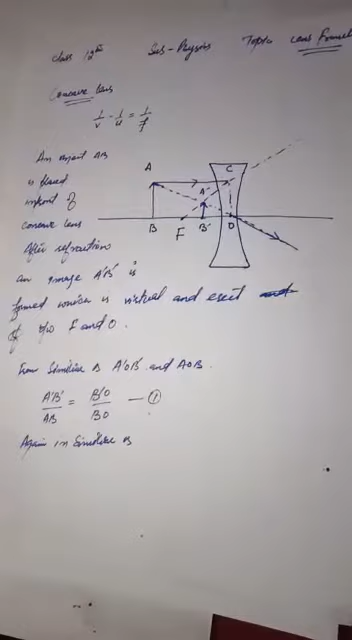 Class 12th Sub-Physics Topic Lens Formul
Concave lens
1/v - 1/u = 1/f
An object AB
is placed
infront of
concave lens
After refraction
an image A'B' is
formed which is virtual and erect
b/w F and O.
A C A' B F B' O
From Similar Δ A'OB' and AOB.
A'B'/AB = B'O/BO — ①
Again in Similar Δs